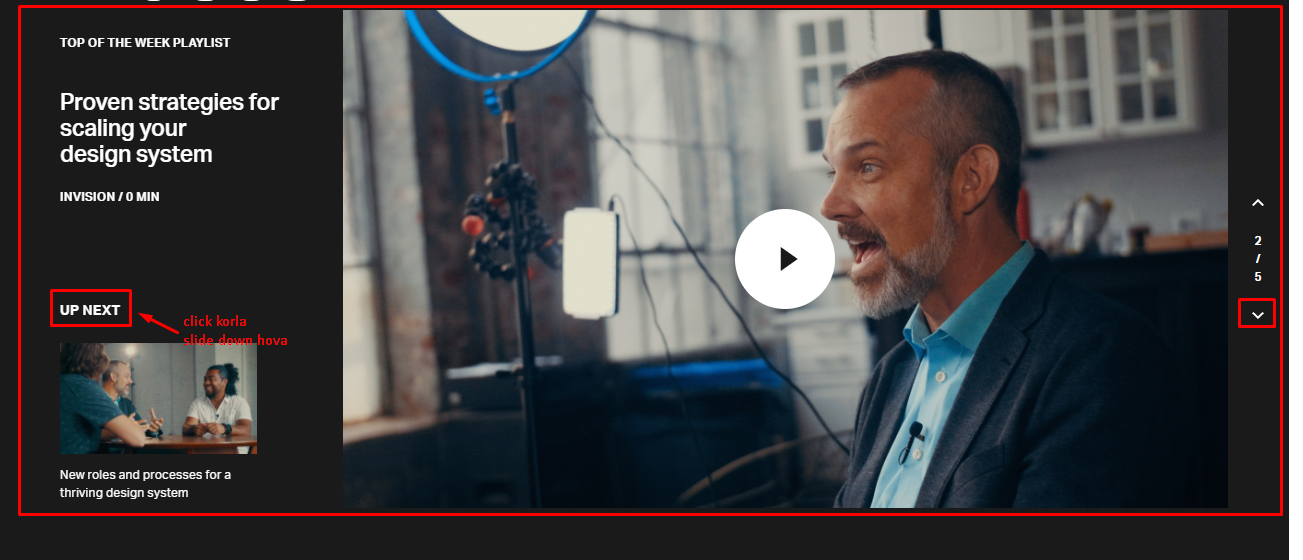 TOP OF THE WEEK PLAYLIST
Proven strategies for
scaling your
design system
INVISION / 0 MIN
2
/
5
UP NEXT
click korla
slide down hova
New roles and processes for a
thriving design system